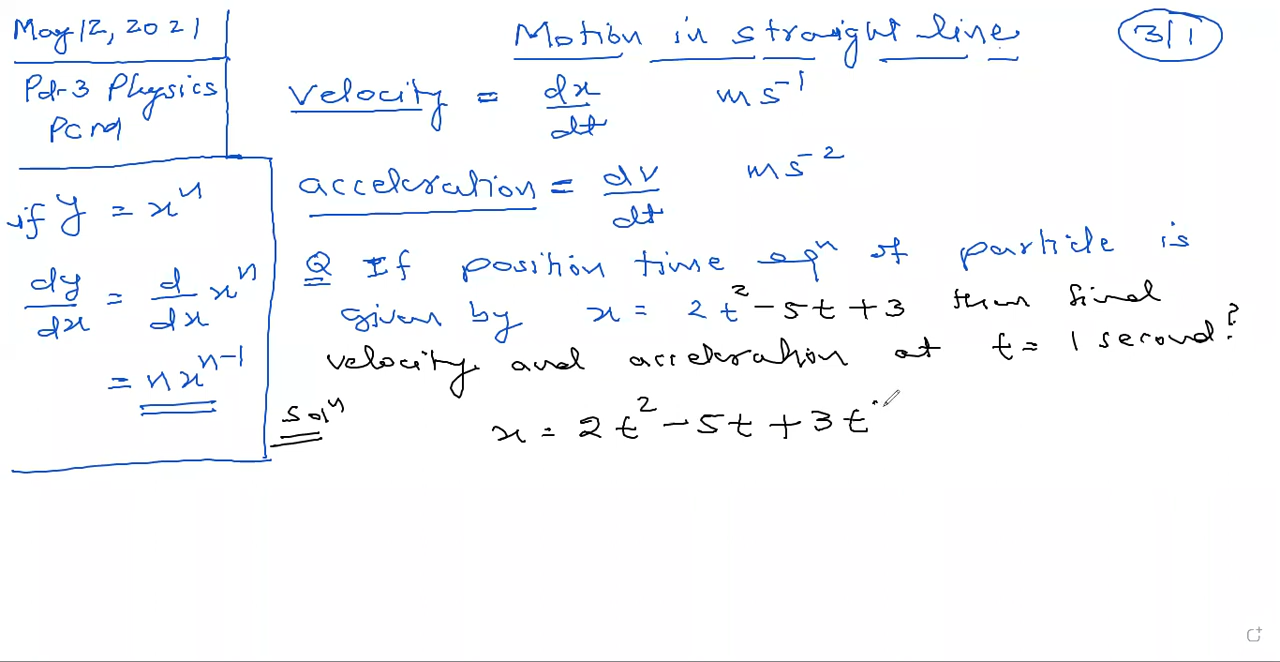 May 12, 2021
Motion in straight line
3/1
Pd-3 Physics
velocity = dx/dt ms⁻¹
acceleration = dv/dt ms⁻²
if y = xⁿ
dy/dx = d/dx xⁿ
= nxⁿ⁻¹
Q If position time eqⁿ of particle is
given by x = 2t² - 5t + 3 then find
velocity and acceleration at t = 1 second?
Solⁿ x = 2t² - 5t + 3t